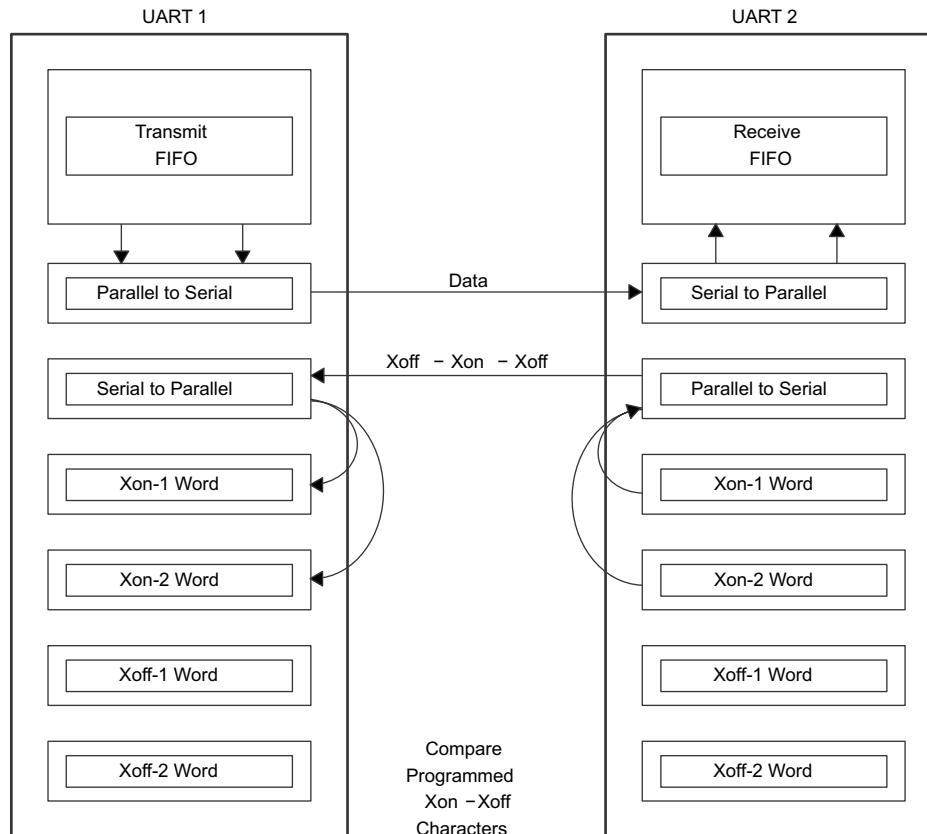 UART 1
UART 2
Transmit
FIFO
Receive
FIFO
Parallel to Serial
Data
Serial to Parallel
Xoff – Xon – Xoff
Serial to Parallel
Parallel to Serial
Xon-1 Word
Xon-1 Word
Xon-2 Word
Xon-2 Word
Xoff-1 Word
Xoff-1 Word
Xoff-2 Word
Xoff-2 Word
Compare
Programmed
Xon –Xoff
Characters